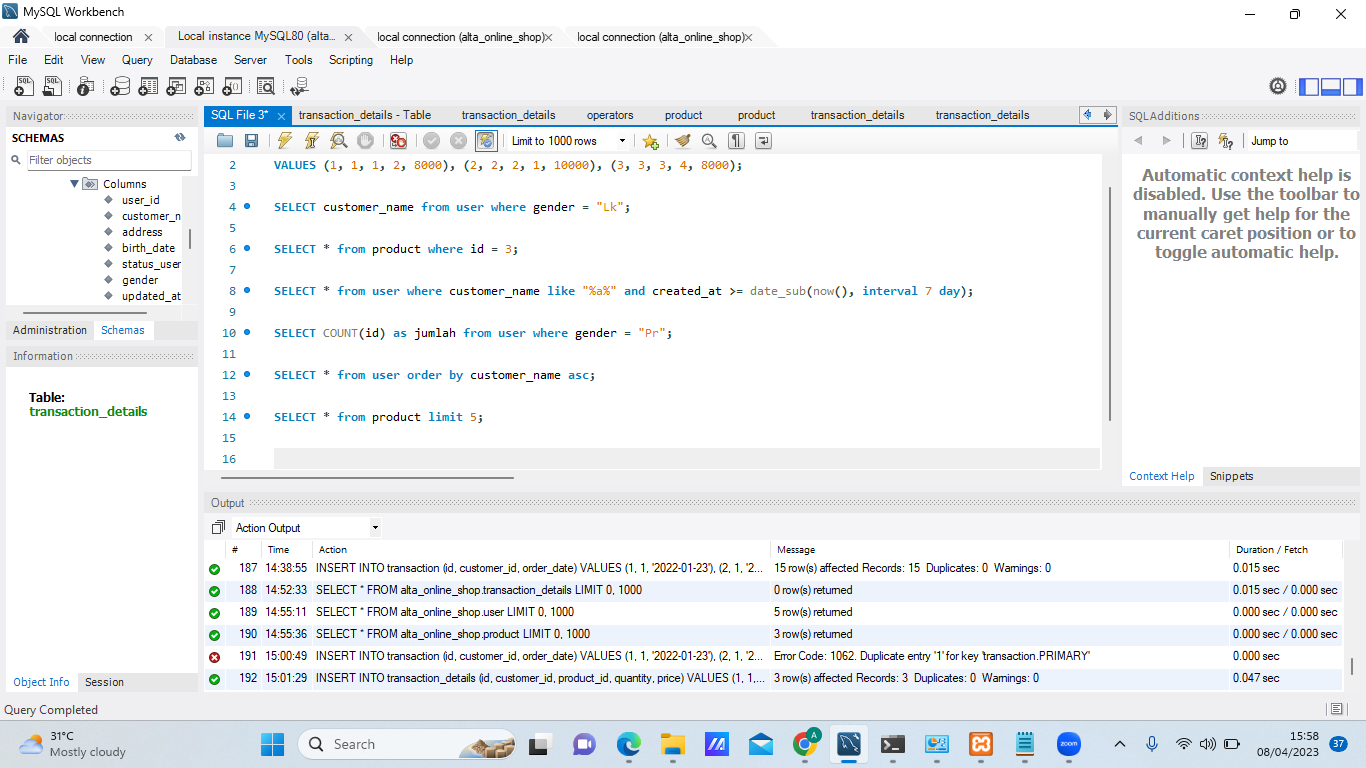 MySQL Workbench
local connection
Local instance MySQL80 (alta...
local connection (alta_online_shop)
local connection (alta_online_shop)
File Edit View Query Database Server Tools Scripting Help
Navigator
SCHEMAS
Filter objects
Columns
user_id
customer_n
address
birth_date
status_user
gender
updated_at
Administration Schemas
Information
Table:
transaction_details
Object Info Session
SQL File 3* transaction_details - Table transaction_details operators product product transaction_details transaction_details
Limit to 1000 rows
2 VALUES (1, 1, 1, 2, 8000), (2, 2, 2, 1, 10000), (3, 3, 3, 4, 8000);
3
4 SELECT customer_name from user where gender = "Lk";
5
6 SELECT * from product where id = 3;
7
8 SELECT * from user where customer_name like "%a%" and created_at >= date_sub(now(), interval 7 day);
9
10 SELECT COUNT(id) as jumlah from user where gender = "Pr";
11
12 SELECT * from user order by customer_name asc;
13
14 SELECT * from product limit 5;
15
16
SQLAdditions
Jump to
Automatic context help is
disabled. Use the toolbar to
manually get help for the
current caret position or to
toggle automatic help.
Context Help Snippets
Output
Action Output
# Time Action Message Duration / Fetch
187 14:38:55 INSERT INTO transaction (id, customer_id, order_date) VALUES (1, 1, '2022-01-23'), (2, 1, '2... 15 row(s) affected Records: 15 Duplicates: 0 Warnings: 0 0.015 sec
188 14:52:33 SELECT * FROM alta_online_shop.transaction_details LIMIT 0, 1000 0 row(s) returned 0.015 sec / 0.000 sec
189 14:55:11 SELECT * FROM alta_online_shop.user LIMIT 0, 1000 5 row(s) returned 0.000 sec / 0.000 sec
190 14:55:36 SELECT * FROM alta_online_shop.product LIMIT 0, 1000 3 row(s) returned 0.000 sec / 0.000 sec
191 15:00:49 INSERT INTO transaction (id, customer_id, order_date) VALUES (1, 1, '2022-01-23'), (2, 1, '2... Error Code: 1062. Duplicate entry '1' for key 'transaction.PRIMARY' 0.000 sec
192 15:01:29 INSERT INTO transaction_details (id, customer_id, product_id, quantity, price) VALUES (1, 1,... 3 row(s) affected Records: 3 Duplicates: 0 Warnings: 0 0.047 sec
Query Completed
31°C
Mostly cloudy
Search
A
zoom
15:58
08/04/2023
37